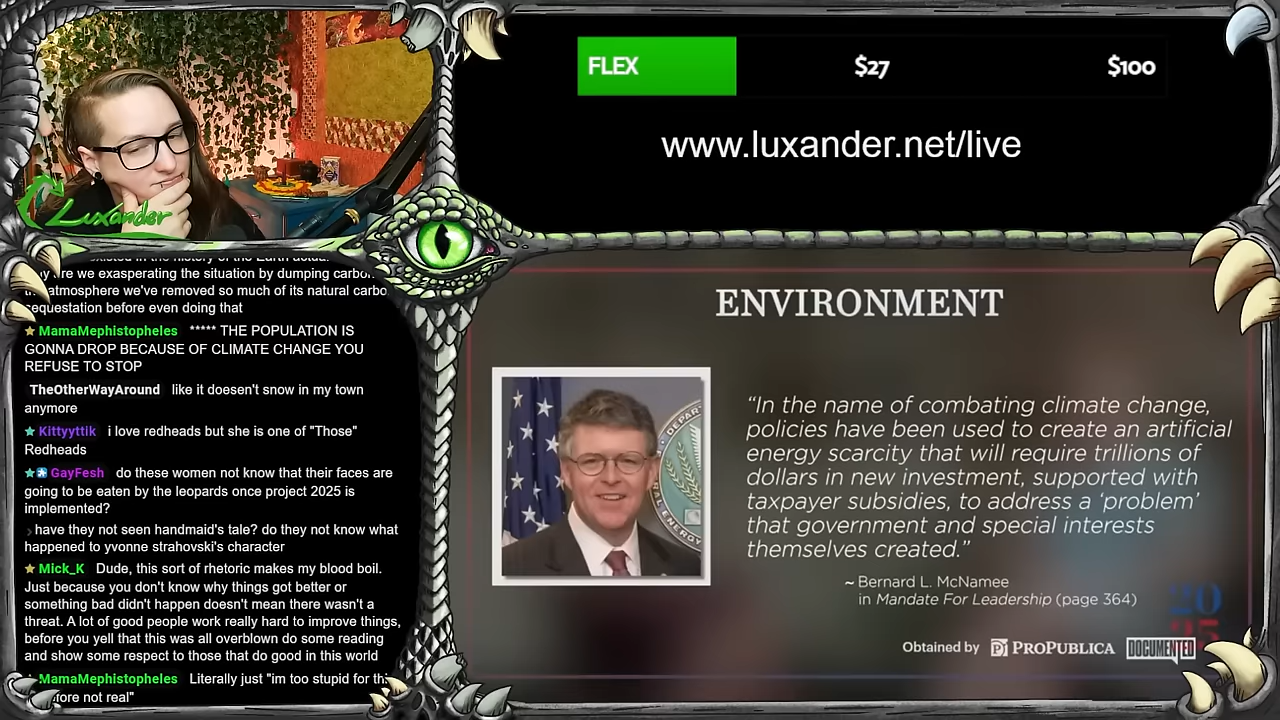 FLEX $27 $100
www.luxander.net/live
Luxander
existed in the history of the Earth
are we exasperating the situation by dumping
atmosphere we've removed so much of its natural
before even doing that
MamaMephistopheles ***** THE POPULATION IS
GONNA DROP BECAUSE OF CLIMATE CHANGE YOU
REFUSE TO STOP
TheOtherWayAround like it doesen't snow in my town
anymore
Kittyyttik i love redheads but she is one of "Those"
Redheads
GayFesh do these women not know that their faces are
going to be eaten by the leopards once project 2025 is
implemented?
have they not seen handmaid's tale? do they not know what
happened to yvonne strahovski's character
Mick_K Dude, this sort of rhetoric makes my blood boil.
Just because you don't know why things got better or
something bad didn't happen doesn't mean there wasn't a
threat. A lot of good people work really hard to improve things,
before you yell that this was all overblown do some reading
and show some respect to those that do good in this world
MamaMephistopheles Literally just "im too stupid for
not real"
ENVIRONMENT
“In the name of combating climate change,
policies have been used to create an artificial
energy scarcity that will require trillions of
dollars in new investment, supported with
taxpayer subsidies, to address a ‘problem’
that government and special interests
themselves created.”
~ Bernard L. McNamee
in Mandate For Leadership (page 364)
2025
Obtained by PROPUBLICA DOCUMENTED